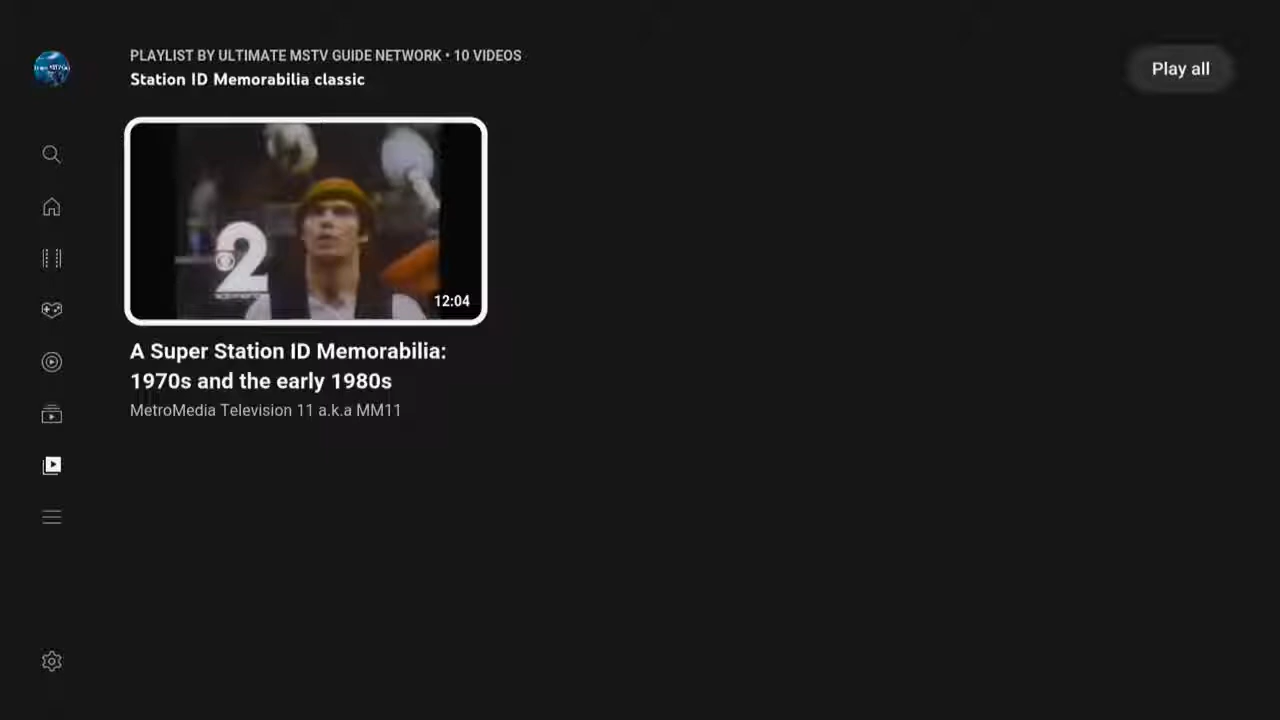 PLAYLIST BY ULTIMATE MSTV GUIDE NETWORK • 10 VIDEOS
Station ID Memorabilia classic
Play all
2
12:04
A Super Station ID Memorabilia:
1970s and the early 1980s
MetroMedia Television 11 a.k.a MM11